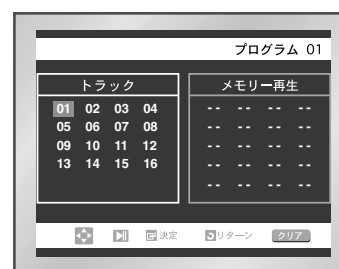 プログラム 01
トラック
01 02 03 04
05 06 07 08
09 10 11 12
13 14 15 16
メモリー再生
-- -- -- --
-- -- -- --
-- -- -- --
-- -- -- --
-- -- -- --
決定 リターン クリア